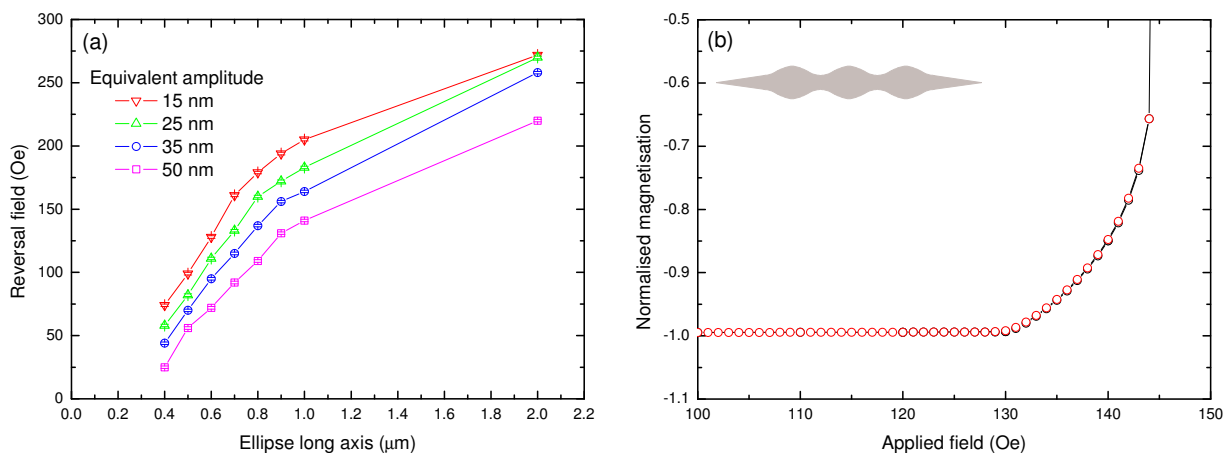 (a)
Equivalent amplitude
15 nm
25 nm
35 nm
50 nm
Reversal field (Oe)
300
250
200
150
100
50
0
0.0 0.2 0.4 0.6 0.8 1.0 1.2 1.4 1.6 1.8 2.0 2.2
Ellipse long axis (μm)
(b)
Normalised magnetisation
-0.5
-0.6
-0.7
-0.8
-0.9
-1.0
-1.1
100 110 120 130 140 150
Applied field (Oe)